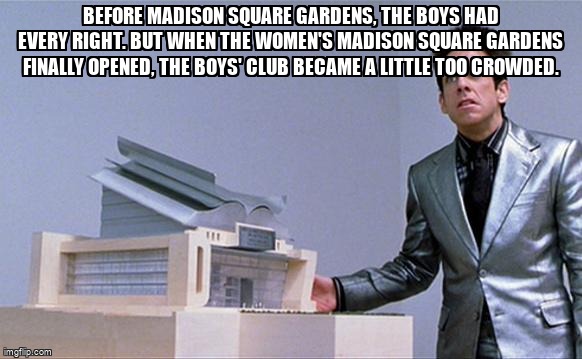 BEFORE MADISON SQUARE GARDENS, THE BOYS HAD
EVERY RIGHT. BUT WHEN THE WOMEN'S MADISON SQUARE GARDENS
FINALLY OPENED, THE BOYS' CLUB BECAME A LITTLE TOO CROWDED.
imgflip.com